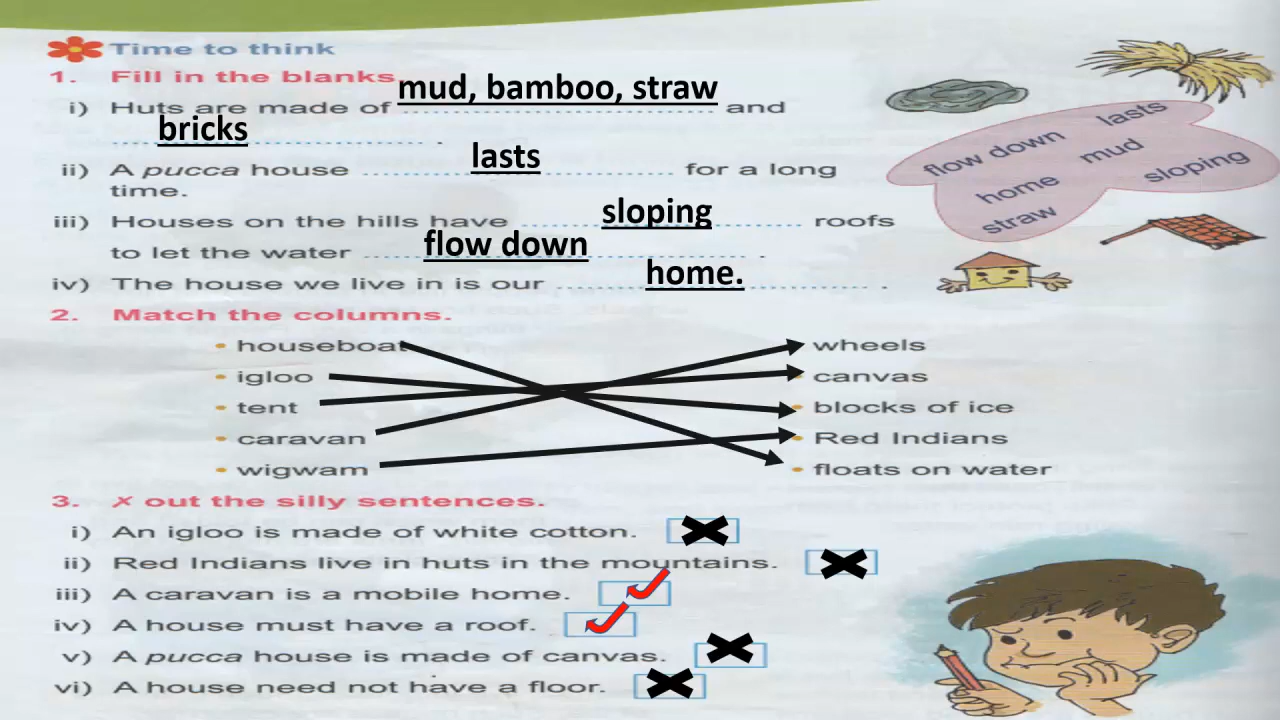 Time to think
1. Fill in the blanks.
i) Huts are made of mud, bamboo, straw and
bricks.
ii) A pucca house lasts for a long
time.
iii) Houses on the hills have sloping roofs
to let the water flow down.
iv) The house we live in is our home. .
flow down
lasts
mud
home
sloping
straw
2. Match the columns.
• houseboat • wheels
• igloo • canvas
• tent • blocks of ice
• caravan • Red Indians
• wigwam • floats on water
3. ✗ out the silly sentences.
i) An igloo is made of white cotton.
ii) Red Indians live in huts in the mountains.
iii) A caravan is a mobile home.
iv) A house must have a roof.
v) A pucca house is made of canvas.
vi) A house need not have a floor.